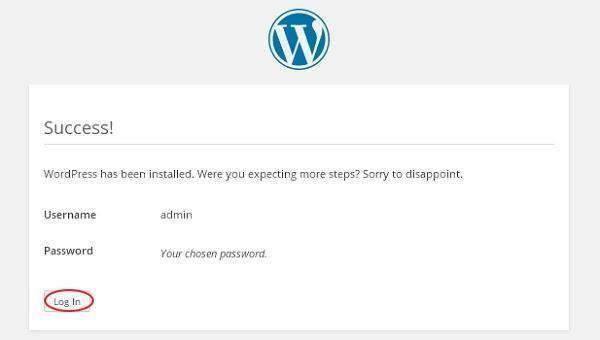 Success!
WordPress has been installed. Were you expecting more steps? Sorry to disappoint.
Username admin
Password Your chosen password.
Log In